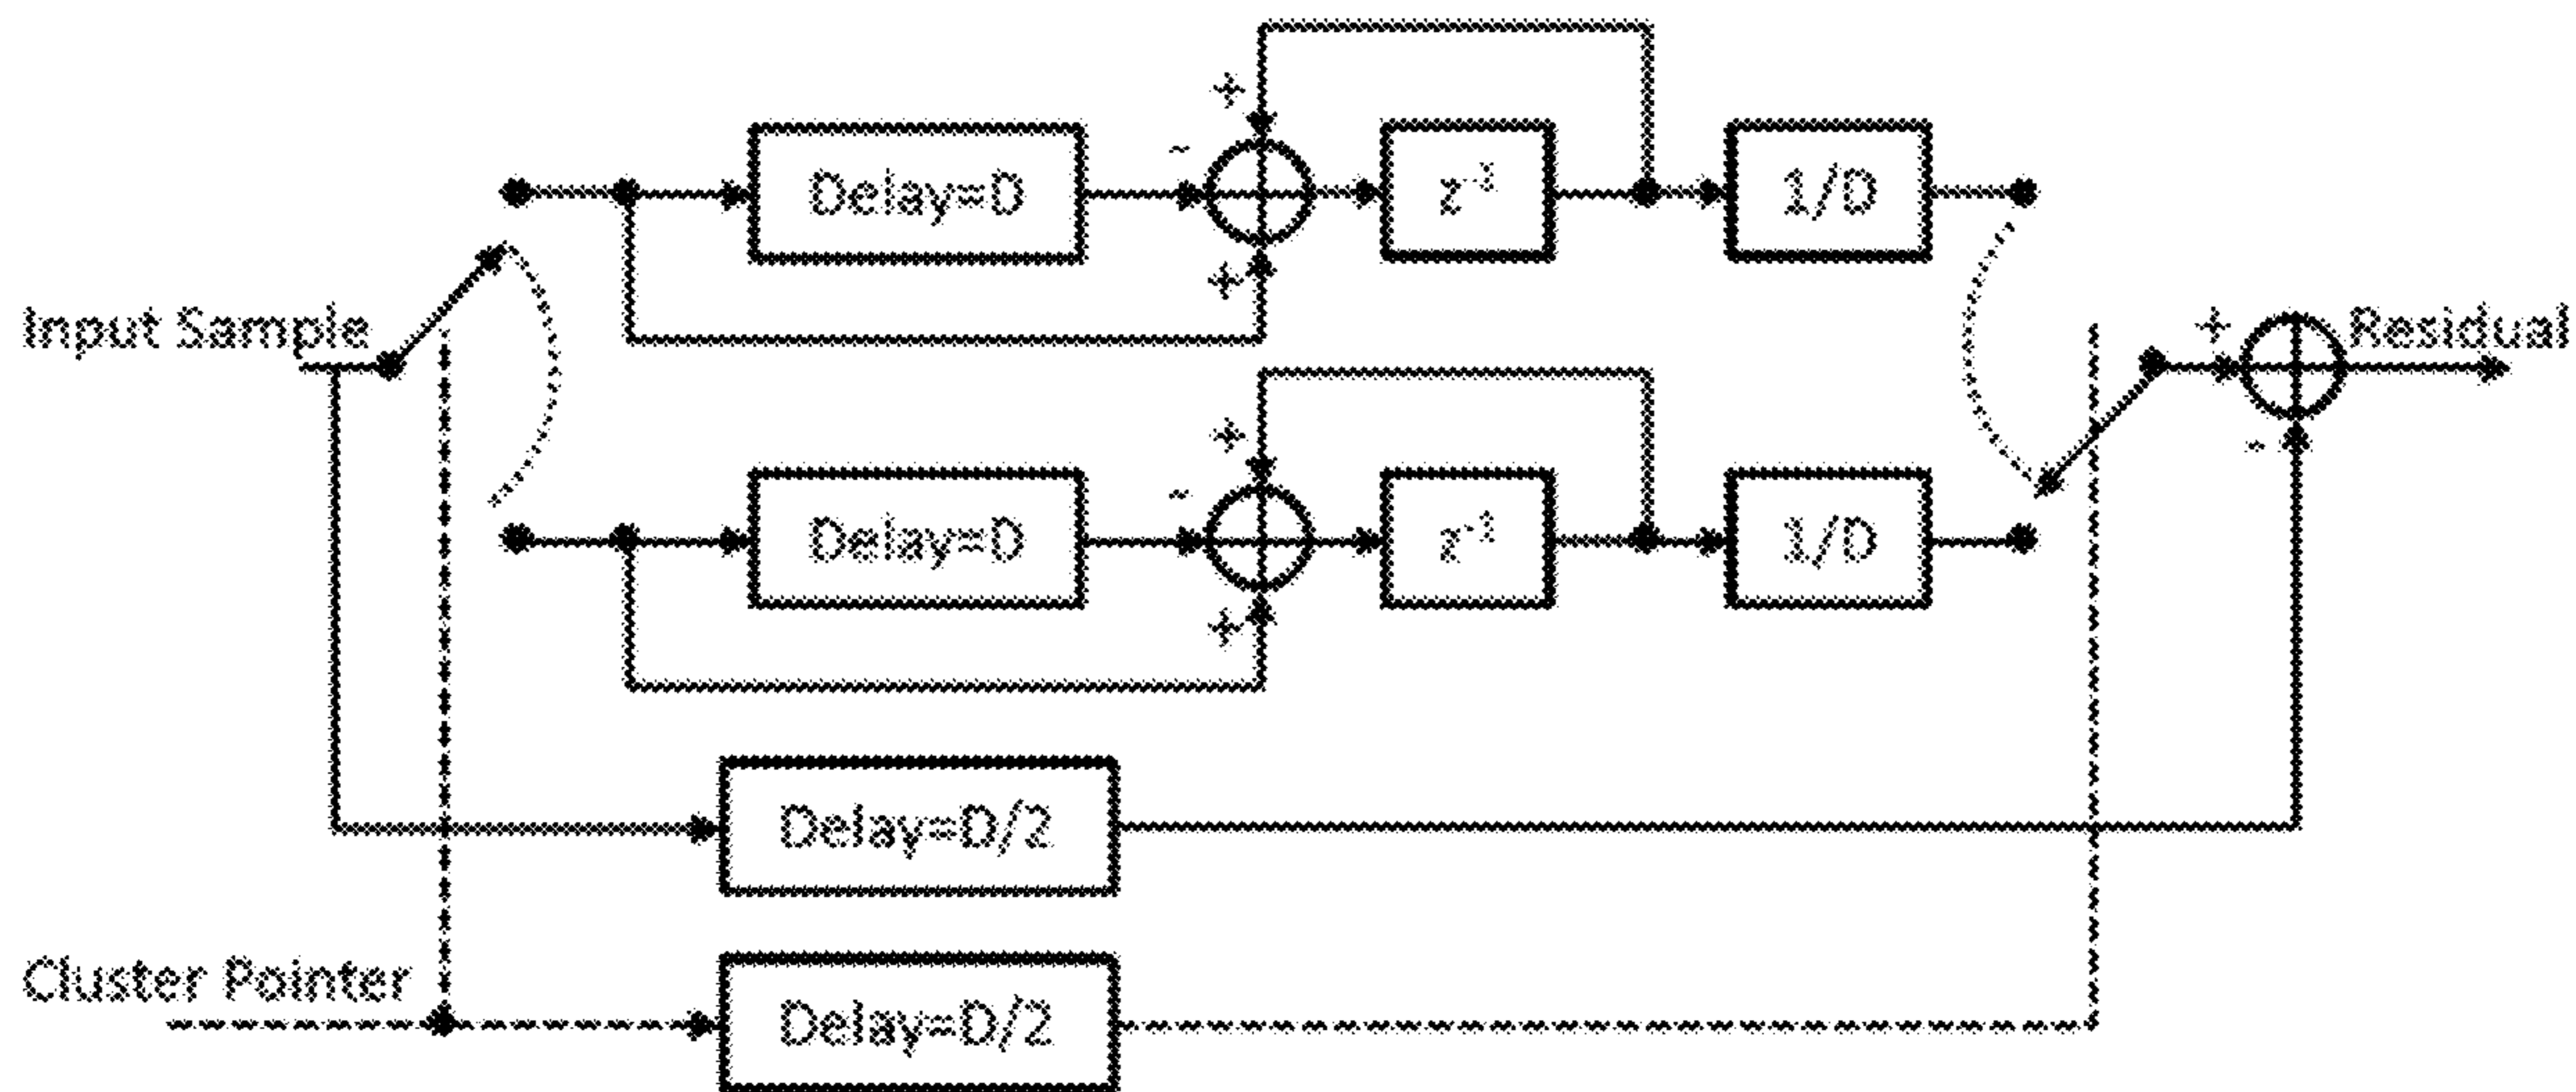 +
- Delay=D z⁻¹ 1/D
+
Input Sample + Residual
+
-
- Delay=D z⁻¹ 1/D
+
Delay=D/2
Cluster Pointer
Delay=D/2